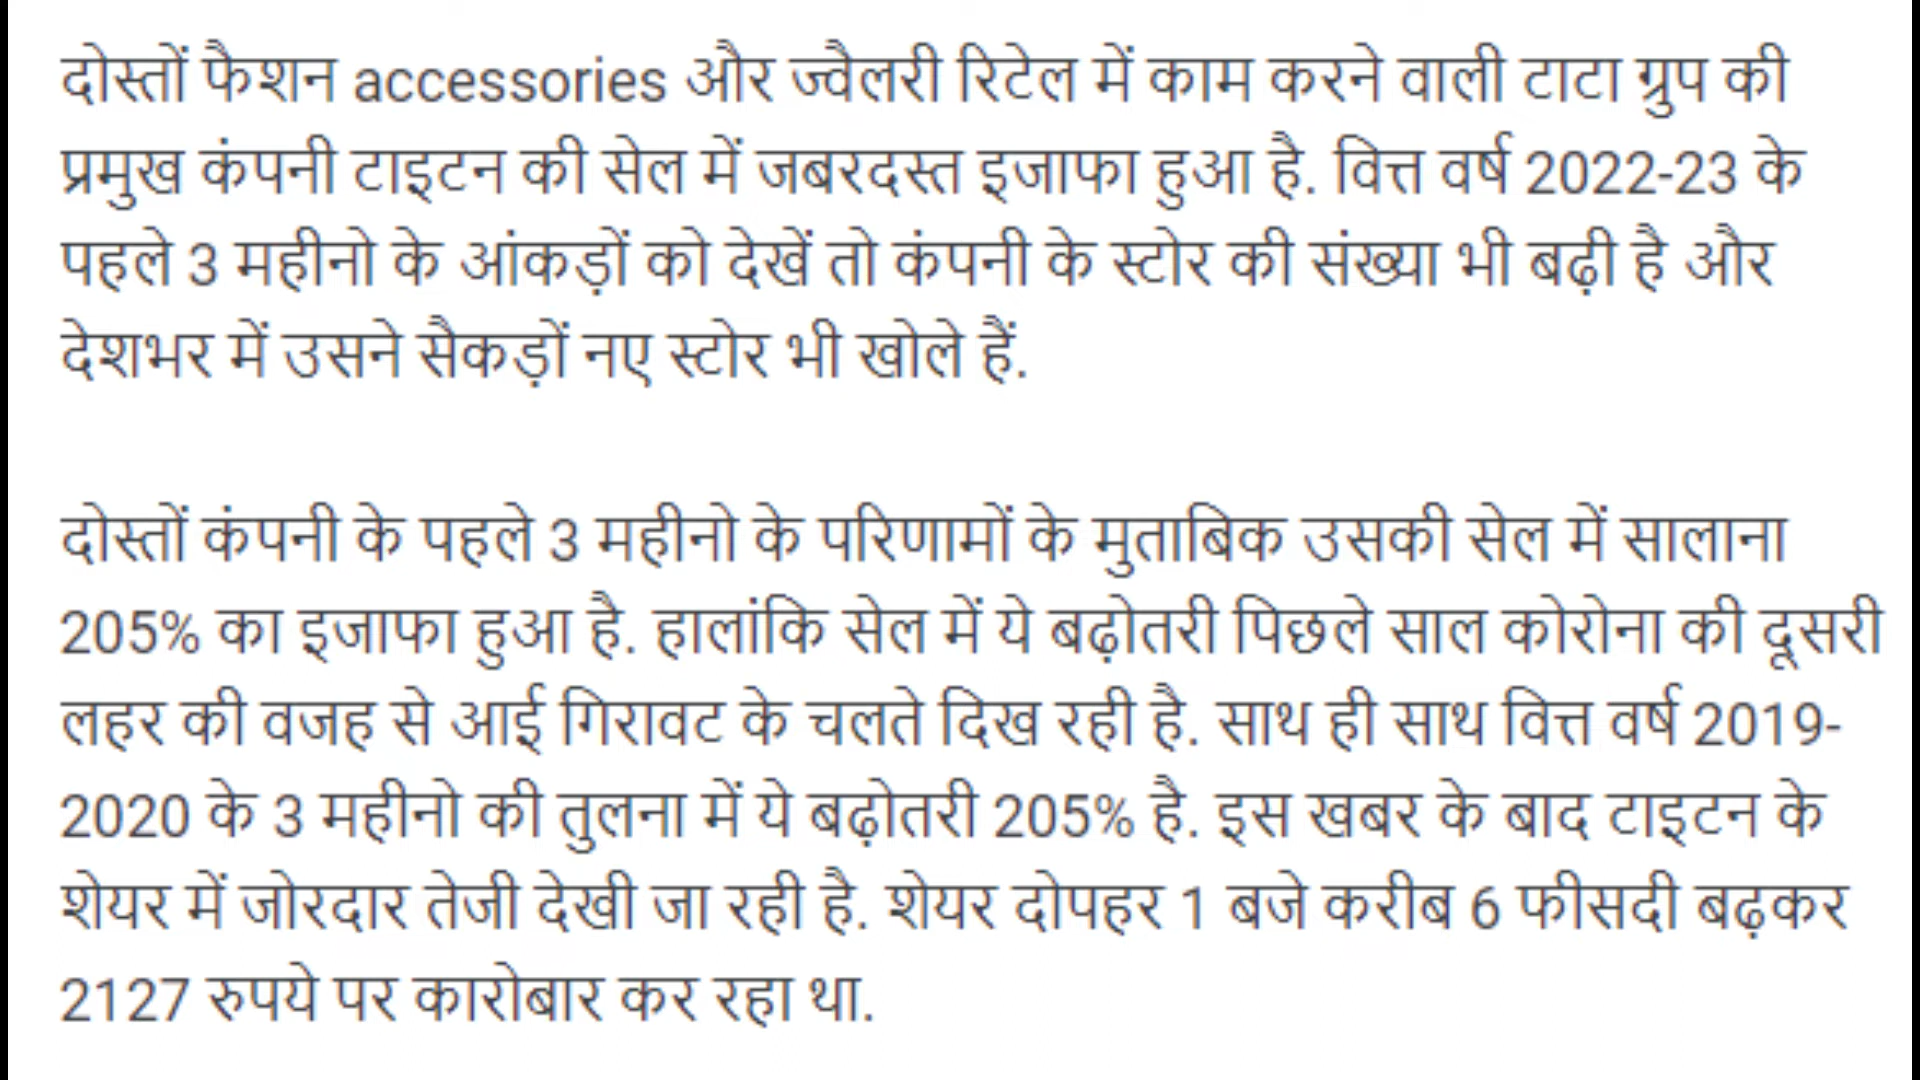 दोस्तों फैशन accessories और ज्वैलरी रिटेल में काम करने वाली टाटा ग्रुप की
प्रमुख कंपनी टाइटन की सेल में जबरदस्त इजाफा हुआ है. वित्त वर्ष 2022-23 के
पहले 3 महीनो के आंकड़ों को देखें तो कंपनी के स्टोर की संख्या भी बढ़ी है और
देशभर में उसने सैकड़ों नए स्टोर भी खोले हैं.
दोस्तों कंपनी के पहले 3 महीनो के परिणामों के मुताबिक उसकी सेल में सालाना
205% का इजाफा हुआ है. हालांकि सेल में ये बढ़ोतरी पिछले साल कोरोना की दूसरी
लहर की वजह से आई गिरावट के चलते दिख रही है. साथ ही साथ वित्त वर्ष 2019-
2020 के 3 महीनो की तुलना में ये बढ़ोतरी 205% है. इस खबर के बाद टाइटन के
शेयर में जोरदार तेजी देखी जा रही है. शेयर दोपहर 1 बजे करीब 6 फीसदी बढ़कर
2127 रुपये पर कारोबार कर रहा था.